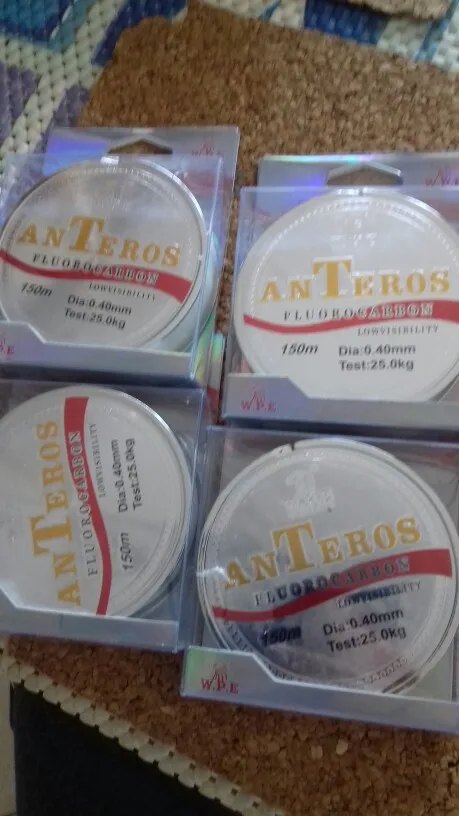 W.P.E
ANTEROS
FLUOROCARBON
LOWVISIBILITY
150m
Dia:0.40mm
Test:25.0kg
P.E
W.P.E
ANTEROS
FLUOROCARBON
LOWVISIBILITY
150m
Dia:0.40mm
Test:25.0kg
W.P.E
ANTEROS
FLUOROCARBON
LOWVISIBILITY
150m
Dia:0.40mm
Test:25.0kg
ANTEROS
FLUOROCARBON
LOWVISIBILITY
150m
Dia:0.40mm
Test:25.0kg
W.P.E